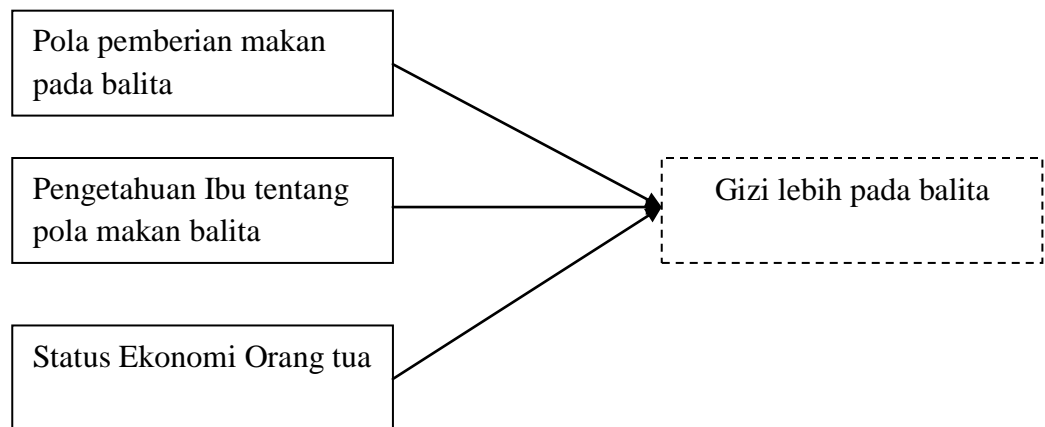 Pola pemberian makan
pada balita
Pengetahuan Ibu tentang
pola makan balita
Gizi lebih pada balita
Status Ekonomi Orang tua